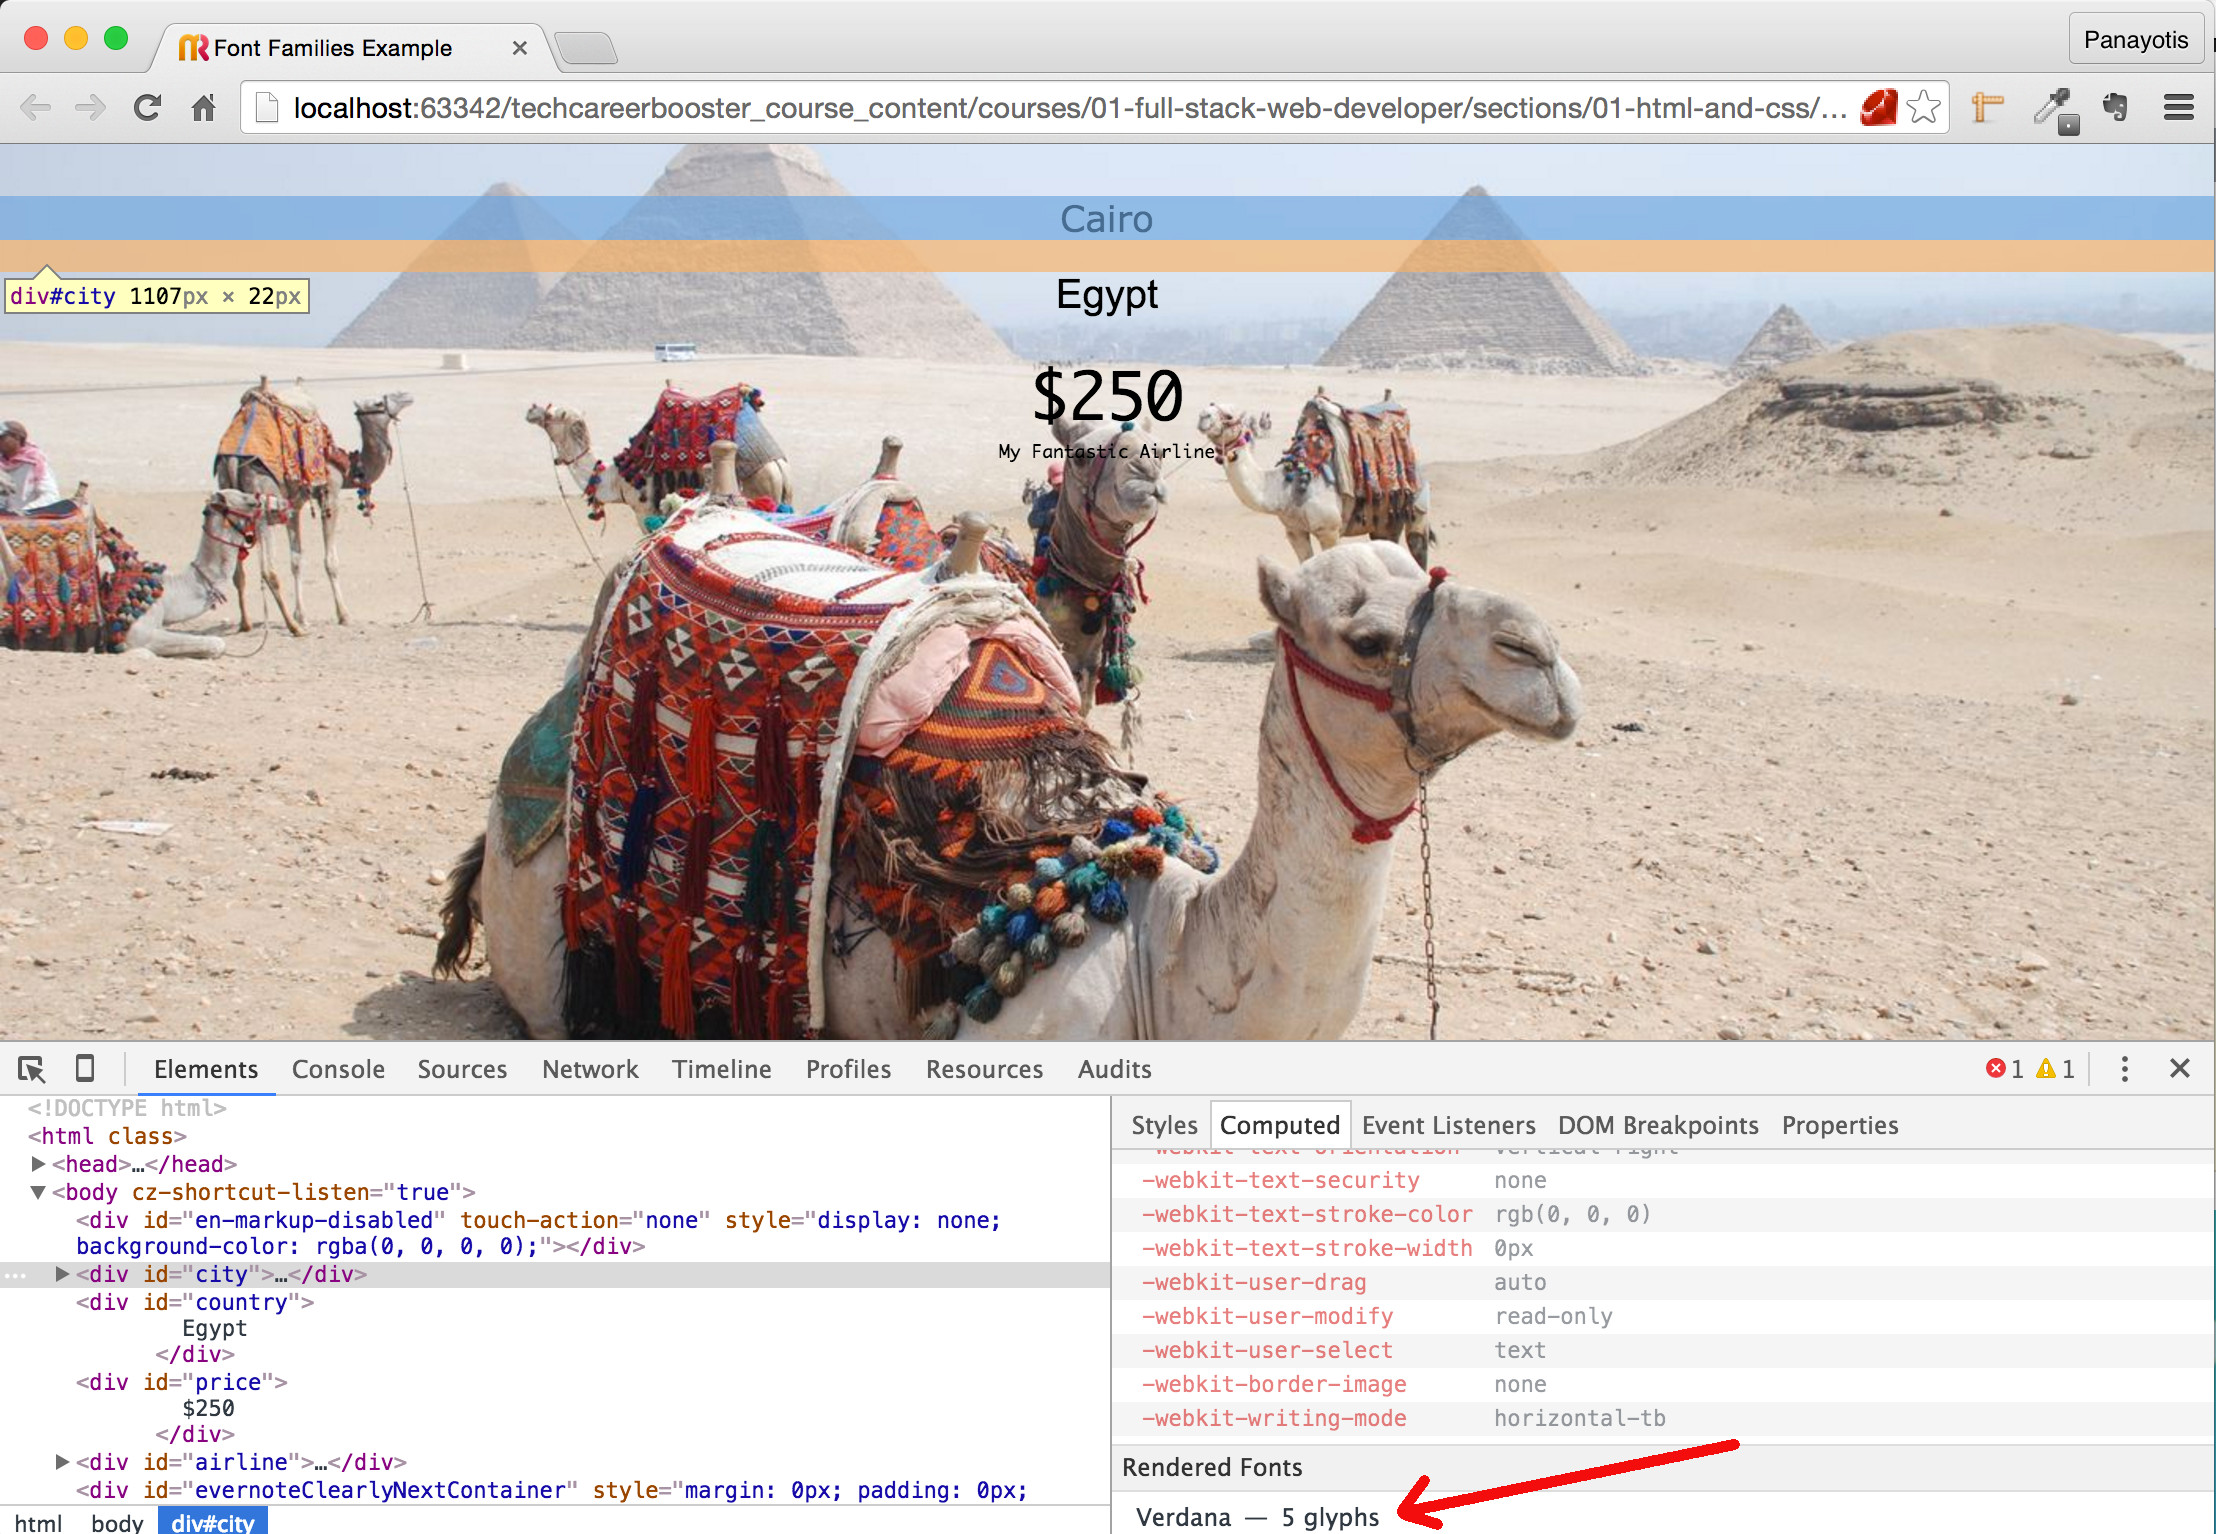 Font Families Example
Panayotis
localhost:63342/techcareerbooster_course_content/courses/01-full-stack-web-developer/sections/01-html-and-css/...
Cairo
div#city 1107px × 22px
Egypt
$250
My Fantastic Airline
Elements Console Sources Network Timeline Profiles Resources Audits 1 1
<!DOCTYPE html>
<html class>
<head>…</head>
<body cz-shortcut-listen="true">
<div id="en-markup-disabled" touch-action="none" style="display: none;
background-color: rgba(0, 0, 0, 0);"></div>
<div id="city">…</div>
<div id="country">
Egypt
</div>
<div id="price">
$250
</div>
<div id="airline">…</div>
<div id="evernoteClearlyNextContainer" style="margin: 0px; padding: 0px;
html body div#city
Styles Computed Event Listeners DOM Breakpoints Properties
-webkit-text-orientation vertical-right
-webkit-text-security none
-webkit-text-stroke-color rgb(0, 0, 0)
-webkit-text-stroke-width 0px
-webkit-user-drag auto
-webkit-user-modify read-only
-webkit-user-select text
-webkit-border-image none
-webkit-writing-mode horizontal-tb
Rendered Fonts
Verdana — 5 glyphs